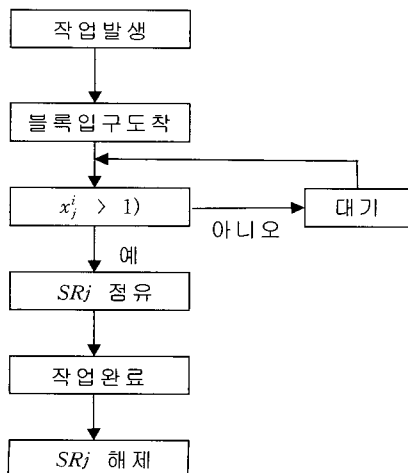 작업발생
블록입구도착
x_j^i > 1)
대기
아니오
예
SRj 점유
작업완료
SRj 해제